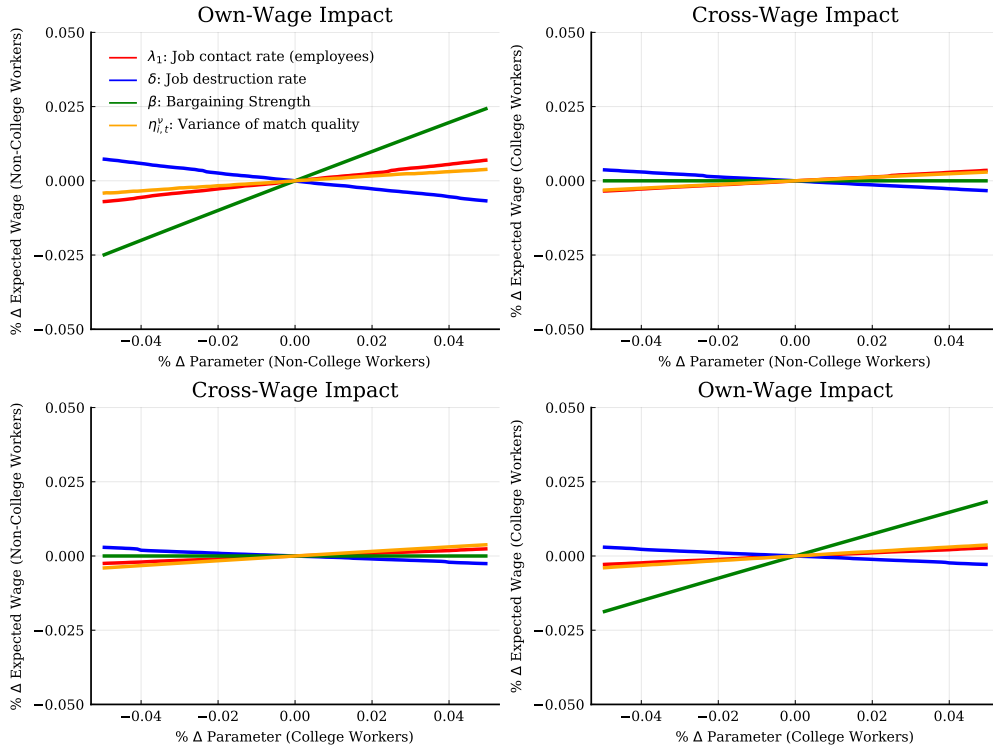 Own-Wage Impact
% Δ Expected Wage (Non-College Workers)
0.050
0.025
0.000
−0.025
−0.050
λ₁: Job contact rate (employees)
δ: Job destruction rate
β: Bargaining Strength
η^ν_{i,t}: Variance of match quality
−0.04
−0.02
0.00
0.02
0.04
% Δ Parameter (Non-College Workers)
Cross-Wage Impact
% Δ Expected Wage (College Workers)
0.050
0.025
0.000
−0.025
−0.050
−0.04
−0.02
0.00
0.02
0.04
% Δ Parameter (Non-College Workers)
Cross-Wage Impact
% Δ Expected Wage (Non-College Workers)
0.050
0.025
0.000
−0.025
−0.050
−0.04
−0.02
0.00
0.02
0.04
% Δ Parameter (College Workers)
Own-Wage Impact
% Δ Expected Wage (College Workers)
0.050
0.025
0.000
−0.025
−0.050
−0.04
−0.02
0.00
0.02
0.04
% Δ Parameter (College Workers)